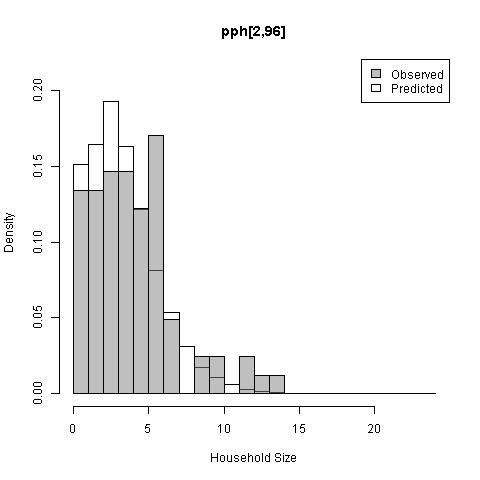 pph[2,96]
Observed
Predicted
0.20
0.15
0.10
0.05
0.00
Density
0 5 10 15 20
Household Size